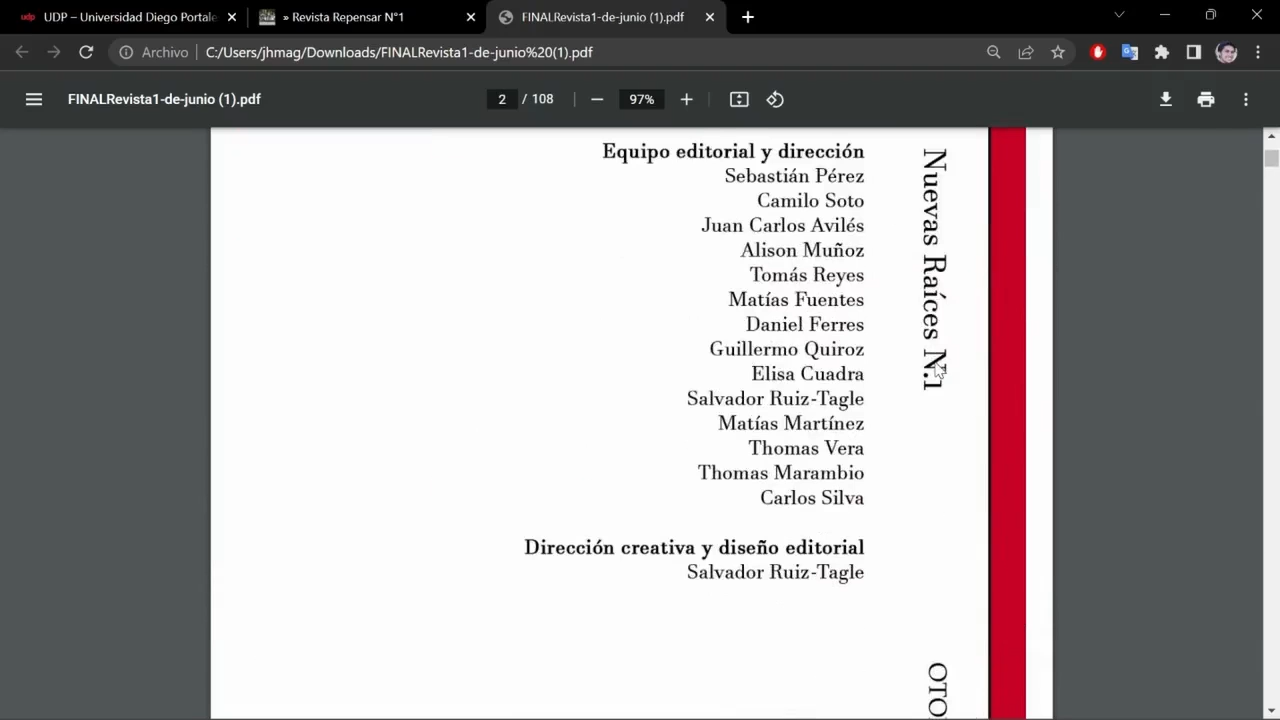 UDP – Universidad Diego Portale
» Revista Repensar N°1
FINALRevista1-de-junio (1).pdf
Archivo
C:/Users/jhmag/Downloads/FINALRevista1-de-junio%20(1).pdf
FINALRevista1-de-junio (1).pdf
2 / 108
97%
Equipo editorial y dirección
Sebastián Pérez
Camilo Soto
Juan Carlos Avilés
Alison Muñoz
Tomás Reyes
Matías Fuentes
Daniel Ferres
Guillermo Quiroz
Elisa Cuadra
Salvador Ruiz-Tagle
Matías Martínez
Thomas Vera
Thomas Marambio
Carlos Silva
Dirección creativa y diseño editorial
Salvador Ruiz-Tagle
Nuevas Raíces N.1
OTO